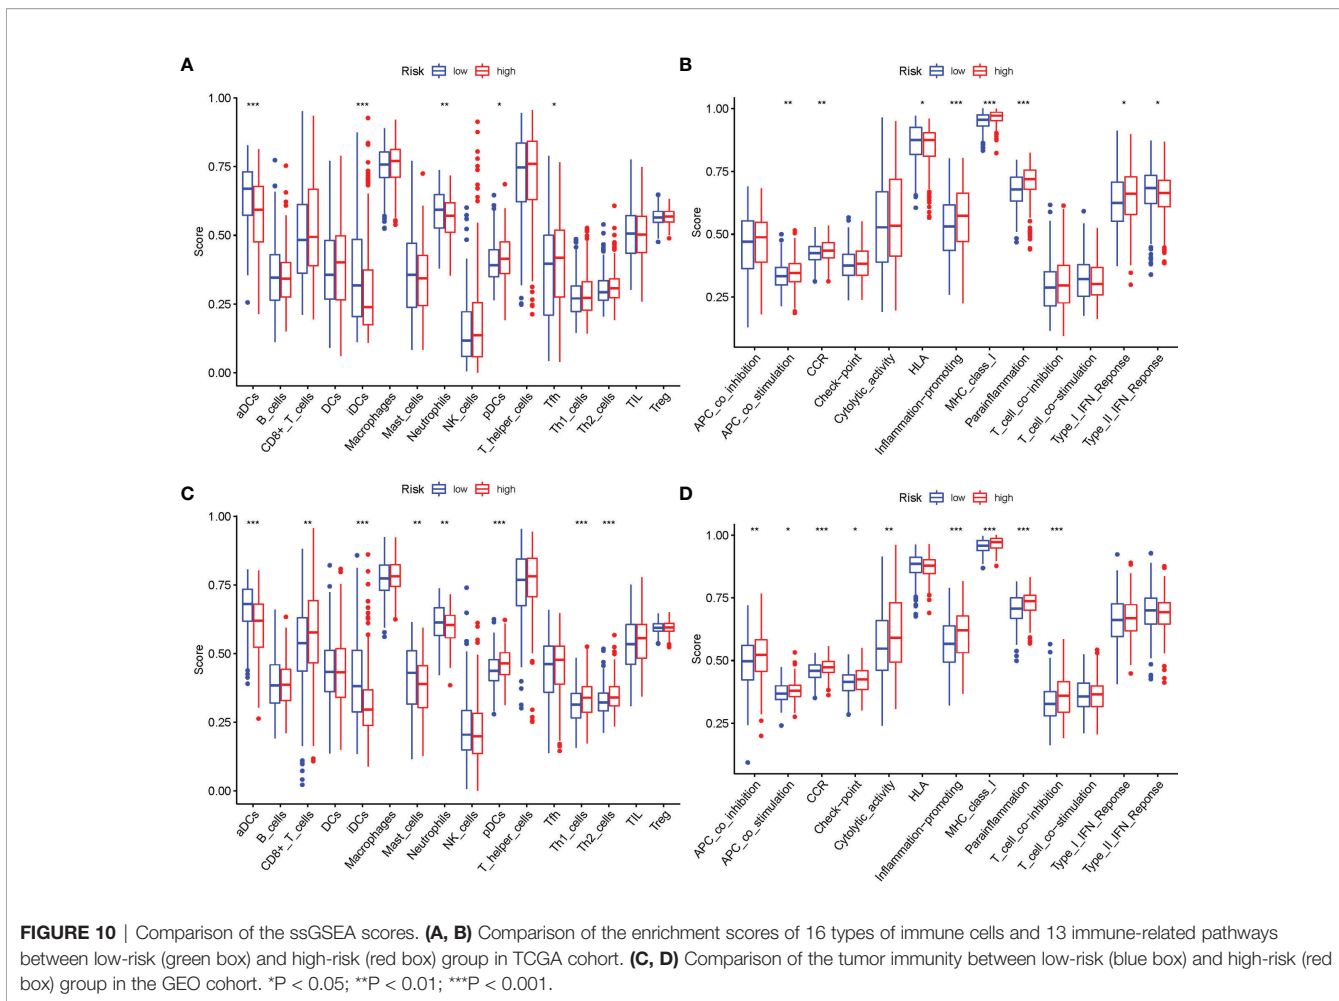 A
Risk low high
*** *** ** * *
1.00
0.75
0.50
0.25
0.00
Score
aDCs
B_cells
CD8+_T_cells
DCs
iDCs
Macrophages
Mast_cells
Neutrophils
NK_cells
pDCs
T_helper_cells
Tfh
Th1_cells
Th2_cells
TIL
Treg
B
Risk low high
** ** * *** *** *** * *
1.00
0.75
0.50
0.25
Score
APC_co_inhibition
APC_co_stimulation
CCR
Check-point
Cytolytic_activity
HLA
Inflammation-promoting
MHC_class_I
Parainflammation
T_cell_co-inhibition
T_cell_co-stimulation
Type_I_IFN_Reponse
Type_II_IFN_Reponse
C
Risk low high
*** ** *** ** ** *** *** ***
1.00
0.75
0.50
0.25
0.00
Score
aDCs
B_cells
CD8+_T_cells
DCs
iDCs
Macrophages
Mast_cells
Neutrophils
NK_cells
pDCs
T_helper_cells
Tfh
Th1_cells
Th2_cells
TIL
Treg
D
Risk low high
** * *** * ** *** *** *** ***
1.00
0.75
0.50
0.25
Score
APC_co_inhibition
APC_co_stimulation
CCR
Check-point
Cytolytic_activity
HLA
Inflammation-promoting
MHC_class_I
Parainflammation
T_cell_co-inhibition
T_cell_co-stimulation
Type_I_IFN_Reponse
Type_II_IFN_Reponse
FIGURE 10 | Comparison of the ssGSEA scores. (A, B) Comparison of the enrichment scores of 16 types of immune cells and 13 immune-related pathways
between low-risk (green box) and high-risk (red box) group in TCGA cohort. (C, D) Comparison of the tumor immunity between low-risk (blue box) and high-risk (red
box) group in the GEO cohort. *P < 0.05; **P < 0.01; ***P < 0.001.